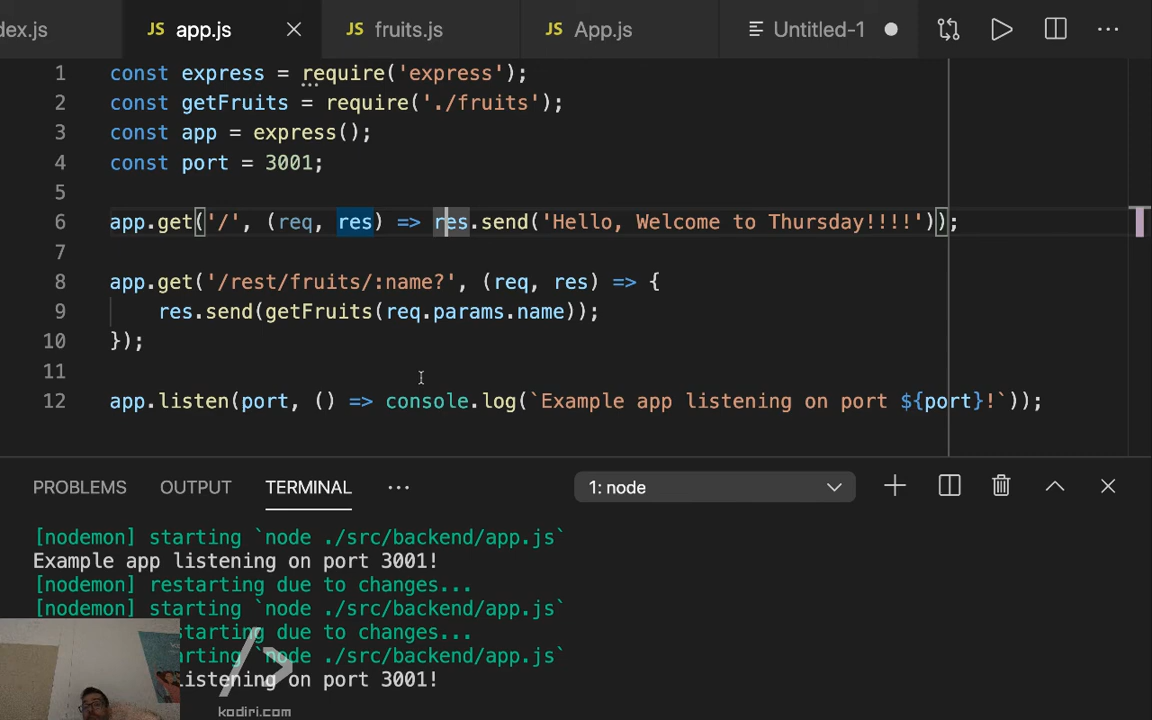 dex.js
JS app.js
JS fruits.js
JS App.js
Untitled-1
1 const express = require('express');
2 const getFruits = require('./fruits');
3 const app = express();
4 const port = 3001;
5
6 app.get('/', (req, res) => res.send('Hello, Welcome to Thursday!!!!'));
7
8 app.get('/rest/fruits/:name?', (req, res) => {
9 res.send(getFruits(req.params.name));
10 });
11
12 app.listen(port, () => console.log(`Example app listening on port ${port}!`));
PROBLEMS OUTPUT TERMINAL ···
1: node
[nodemon] starting `node ./src/backend/app.js`
Example app listening on port 3001!
[nodemon] restarting due to changes...
[nodemon] starting `node ./src/backend/app.js`
starting due to changes...
arting `node ./src/backend/app.js`
listening on port 3001!
kodiri.com